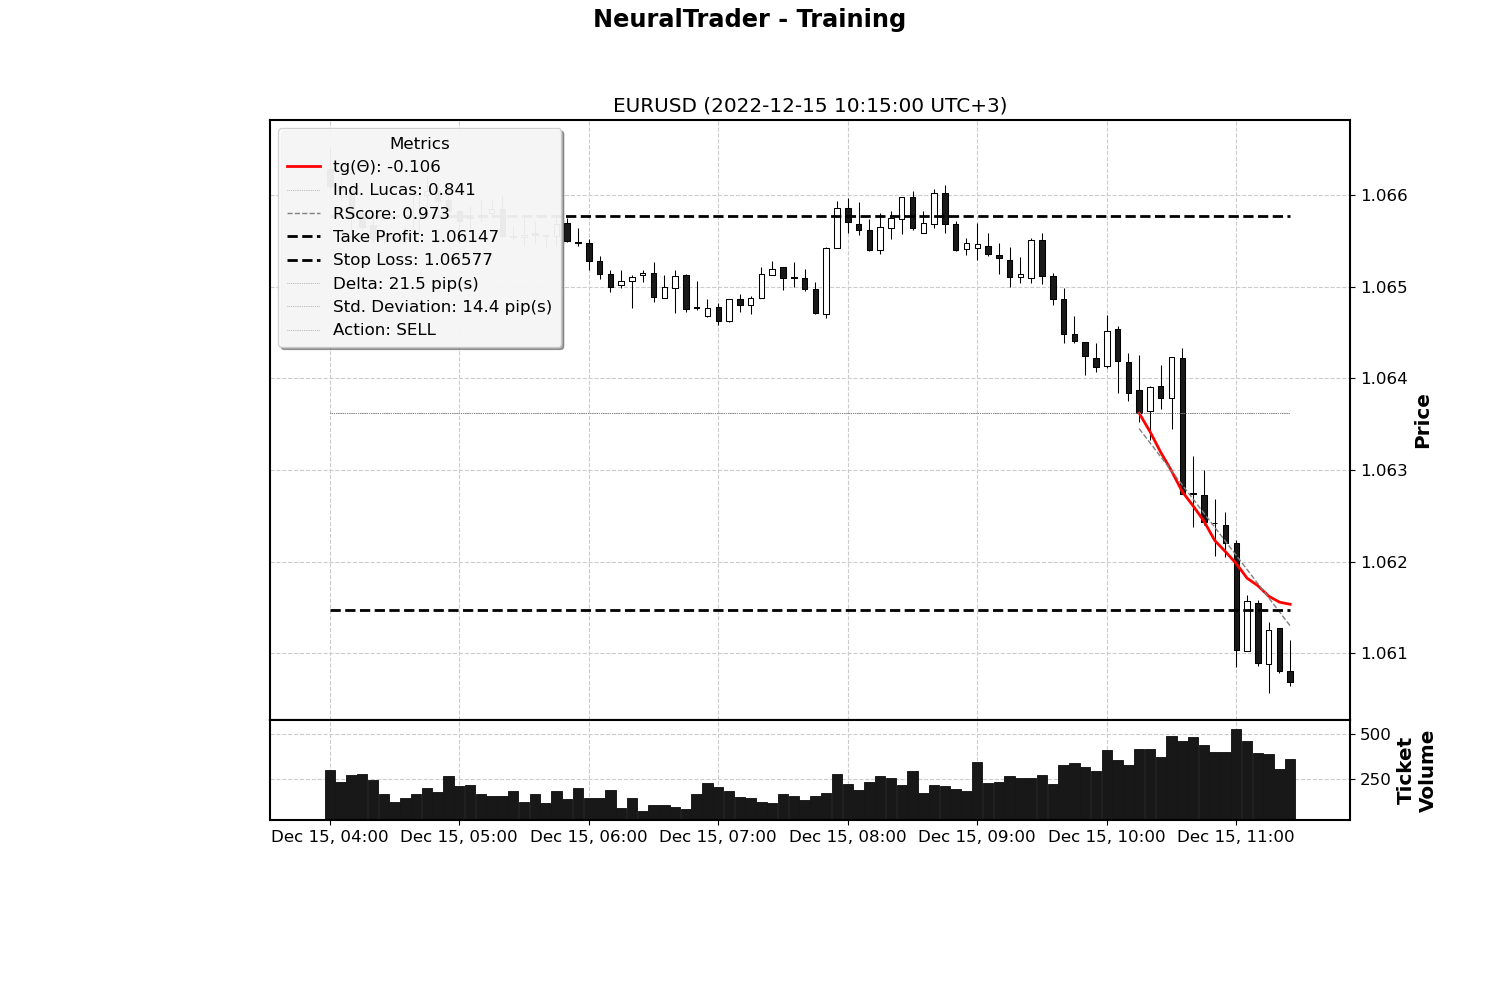 NeuralTrader - Training
EURUSD (2022-12-15 10:15:00 UTC+3)
Metrics
tg(Θ): -0.106
Ind. Lucas: 0.841
RScore: 0.973
Take Profit: 1.06147
Stop Loss: 1.06577
Delta: 21.5 pip(s)
Std. Deviation: 14.4 pip(s)
Action: SELL
1.066
1.065
1.064
1.063
1.062
1.061
Price
500
250
Ticket
Volume
Dec 15, 04:00 Dec 15, 05:00 Dec 15, 06:00 Dec 15, 07:00 Dec 15, 08:00 Dec 15, 09:00 Dec 15, 10:00 Dec 15, 11:00